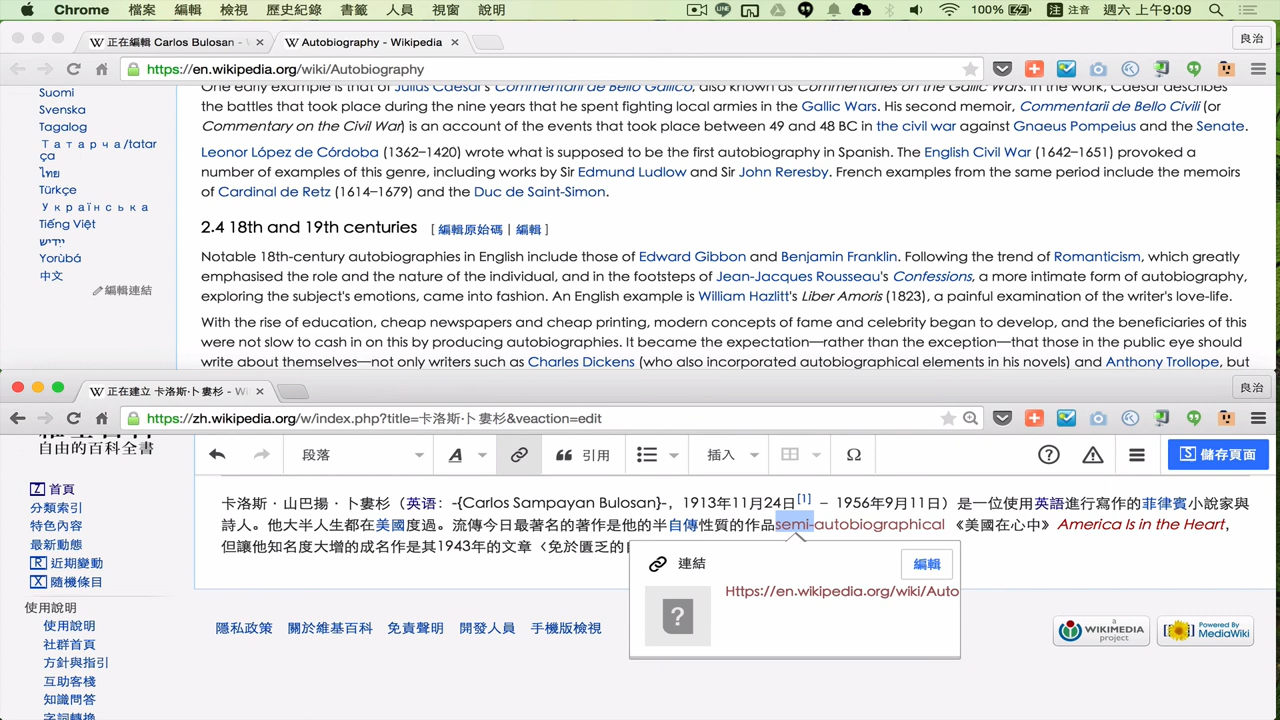 Chrome 檔案 編輯 檢視 歷史紀錄 書籤 人員 視窗 說明 100% 注 注音 週六 上午9:09
正在編輯 Carlos Bulosan - Autobiography - Wikipedia 良治
https://en.wikipedia.org/wiki/Autobiography
Suomi
Svenska
Tagalog
Татарча/tatarça
ไทย
Türkçe
Українська
Tiếng Việt
ייִדיש
Yorùbá
中文
編輯連結
One early example is that of Julius Caesar's Commentarii de Bello Gallico, also known as Commentaries on the Gallic Wars. In the work, Caesar describes
the battles that took place during the nine years that he spent fighting local armies in the Gallic Wars. His second memoir, Commentarii de Bello Civili (or
Commentary on the Civil War) is an account of the events that took place between 49 and 48 BC in the civil war against Gnaeus Pompeius and the Senate.
Leonor López de Córdoba (1362–1420) wrote what is supposed to be the first autobiography in Spanish. The English Civil War (1642–1651) provoked a
number of examples of this genre, including works by Sir Edmund Ludlow and Sir John Reresby. French examples from the same period include the memoirs
of Cardinal de Retz (1614–1679) and the Duc de Saint-Simon.
2.4 18th and 19th centuries [ 編輯原始碼 | 編輯 ]
Notable 18th-century autobiographies in English include those of Edward Gibbon and Benjamin Franklin. Following the trend of Romanticism, which greatly
emphasised the role and the nature of the individual, and in the footsteps of Jean-Jacques Rousseau's Confessions, a more intimate form of autobiography,
exploring the subject's emotions, came into fashion. An English example is William Hazlitt's Liber Amoris (1823), a painful examination of the writer's love-life.
With the rise of education, cheap newspapers and cheap printing, modern concepts of fame and celebrity began to develop, and the beneficiaries of this
were not slow to cash in on this by producing autobiographies. It became the expectation—rather than the exception—that those in the public eye should
write about themselves—not only writers such as Charles Dickens (who also incorporated autobiographical elements in his novels) and Anthony Trollope, but
正在建立 卡洛斯·卜婁杉 - Wi 良治
https://zh.wikipedia.org/w/index.php?title=卡洛斯·卜婁杉&veaction=edit
自由的百科全書
段落 A 引用 插入 Ω 儲存頁面
Z 首頁
分類索引
特色內容
最新動態
R 近期變動
X 隨機條目
使用說明
使用說明
社群首頁
方針與指引
互助客棧
知識問答
字詞轉換
卡洛斯．山巴揚．卜婁杉（英语：-{Carlos Sampayan Bulosan}-，1913年11月24日[1] － 1956年9月11日）是一位使用英語進行寫作的菲律賓小說家與
詩人。他大半人生都在美國度過。流傳今日最著名的著作是他的半自傳性質的作品semi-autobiographical 《美國在心中》 America Is in the Heart,
但讓他知名度大增的成名作是其1943年的文章〈免於匱乏的
連結 編輯
Https://en.wikipedia.org/wiki/Auto
隱私政策 關於維基百科 免責聲明 開發人員 手機版檢視
a WIKIMEDIA project
Powered By MediaWiki